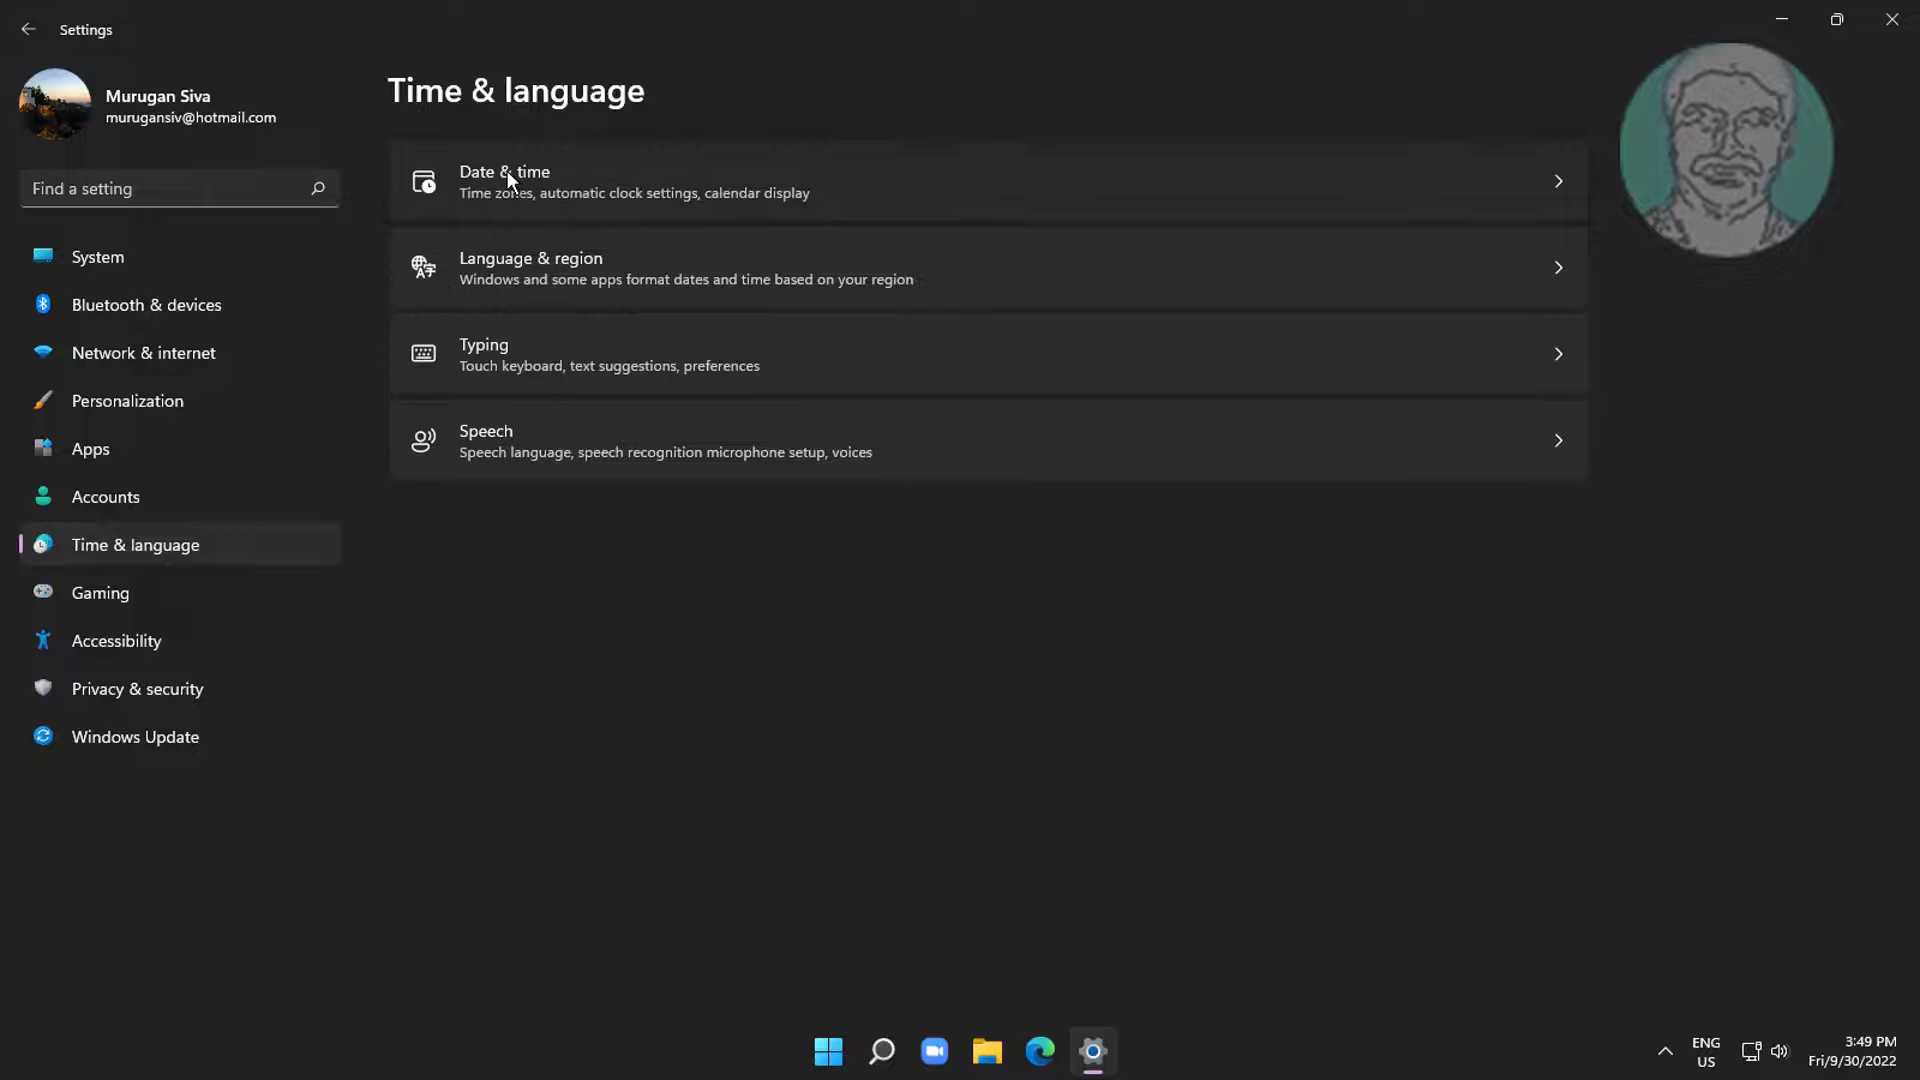 Settings
Murugan Siva
murugansiv@hotmail.com
Find a setting
System
Bluetooth & devices
Network & internet
Personalization
Apps
Accounts
Time & language
Gaming
Accessibility
Privacy & security
Windows Update
Time & language
Date & time
Time zones, automatic clock settings, calendar display
Language & region
Windows and some apps format dates and time based on your region
Typing
Touch keyboard, text suggestions, preferences
Speech
Speech language, speech recognition microphone setup, voices
ENG
US
3:49 PM
Fri/9/30/2022